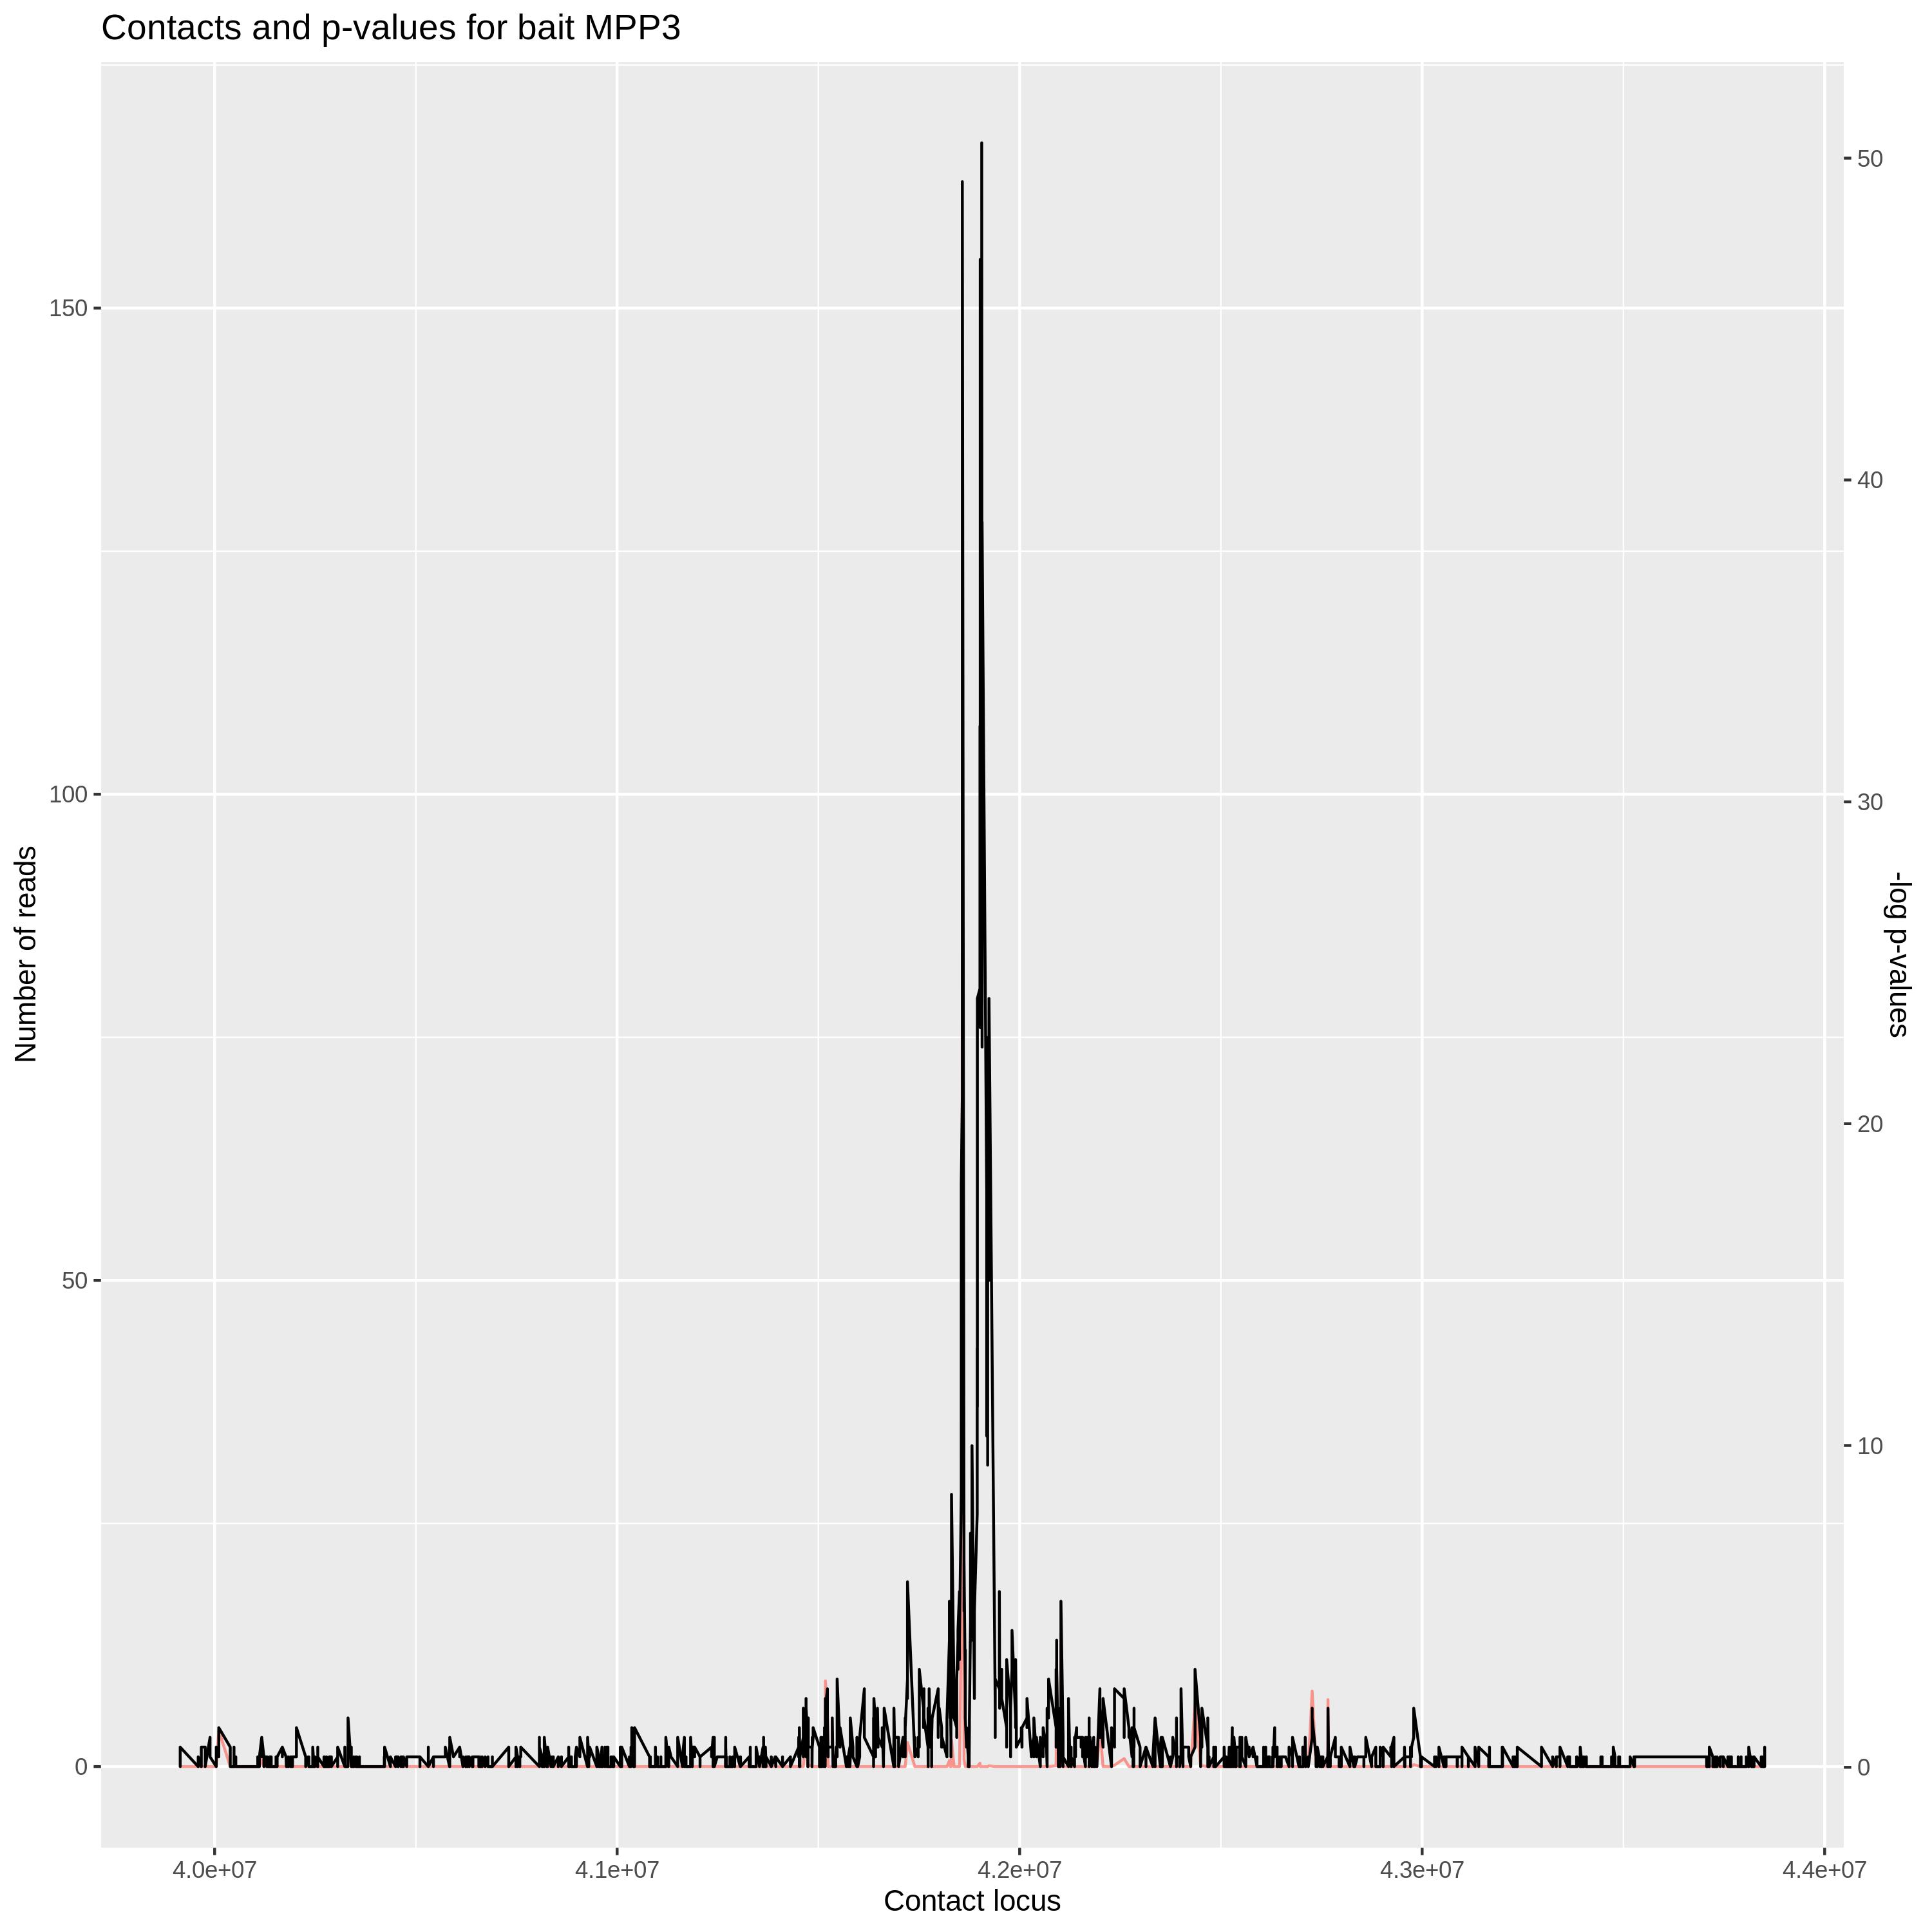 Contacts and p-values for bait MPP3
50
150
40
100
30
Number of reads
-log p-values
20
50
10
0
0
4.0e+07
4.1e+07
4.2e+07
4.3e+07
4.4e+07
Contact locus